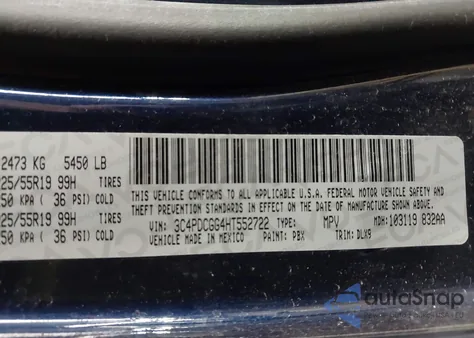 2473 KG 5450 LB
25/55R19 99H TIRES
50 KPA ( 36 PSI) COLD
25/55R19 99H TIRES
50 KPA ( 36 PSI) COLD
THIS VEHICLE CONFORMS TO ALL APPLICABLE U.S.A. FEDERAL MOTOR VEHICLE SAFETY AND
THEFT PREVENTION STANDARDS IN EFFECT ON THE DATE OF MANUFACTURE SHOWN ABOVE.
VIN: 3C4PDCGG4HT552722 TYPE: MPV MDH: 103119 832AA
VEHICLE MADE IN MEXICO PAINT: PBX TRIM: DLX9
autoSnap